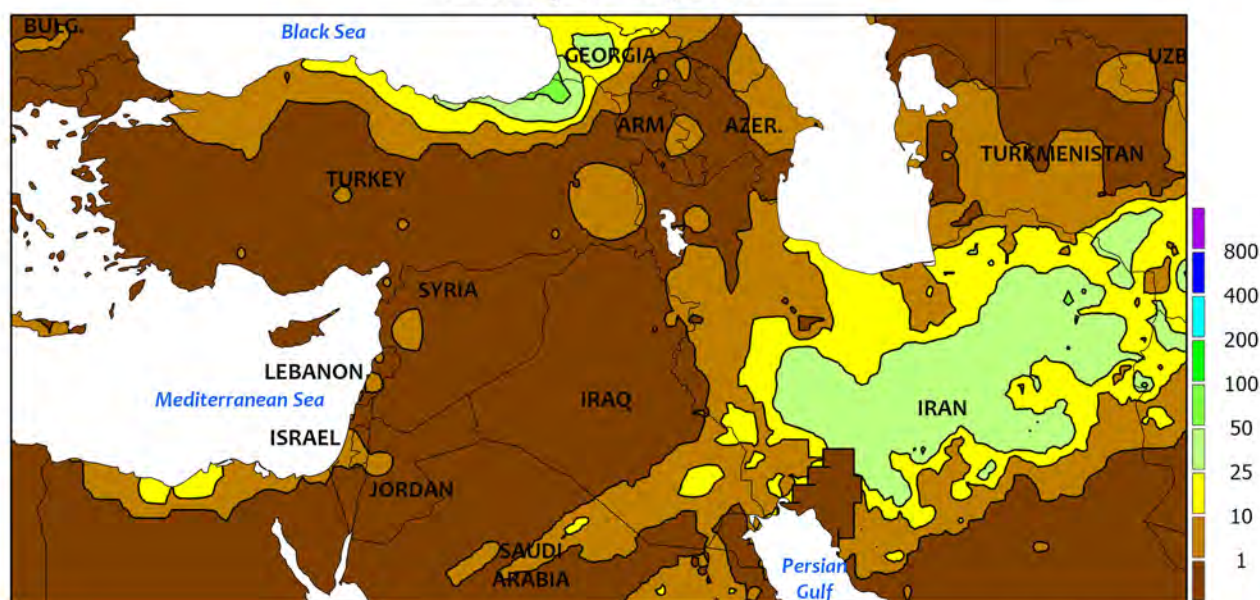 BULG.
Black Sea
GEORGIA
UZB
ARM.
AZER.
TURKMENISTAN
TURKEY
SYRIA
LEBANON
Mediterranean Sea
IRAQ
IRAN
ISRAEL
JORDAN
SAUDI
ARABIA
Persian
Gulf
800
400
200
100
50
25
10
1